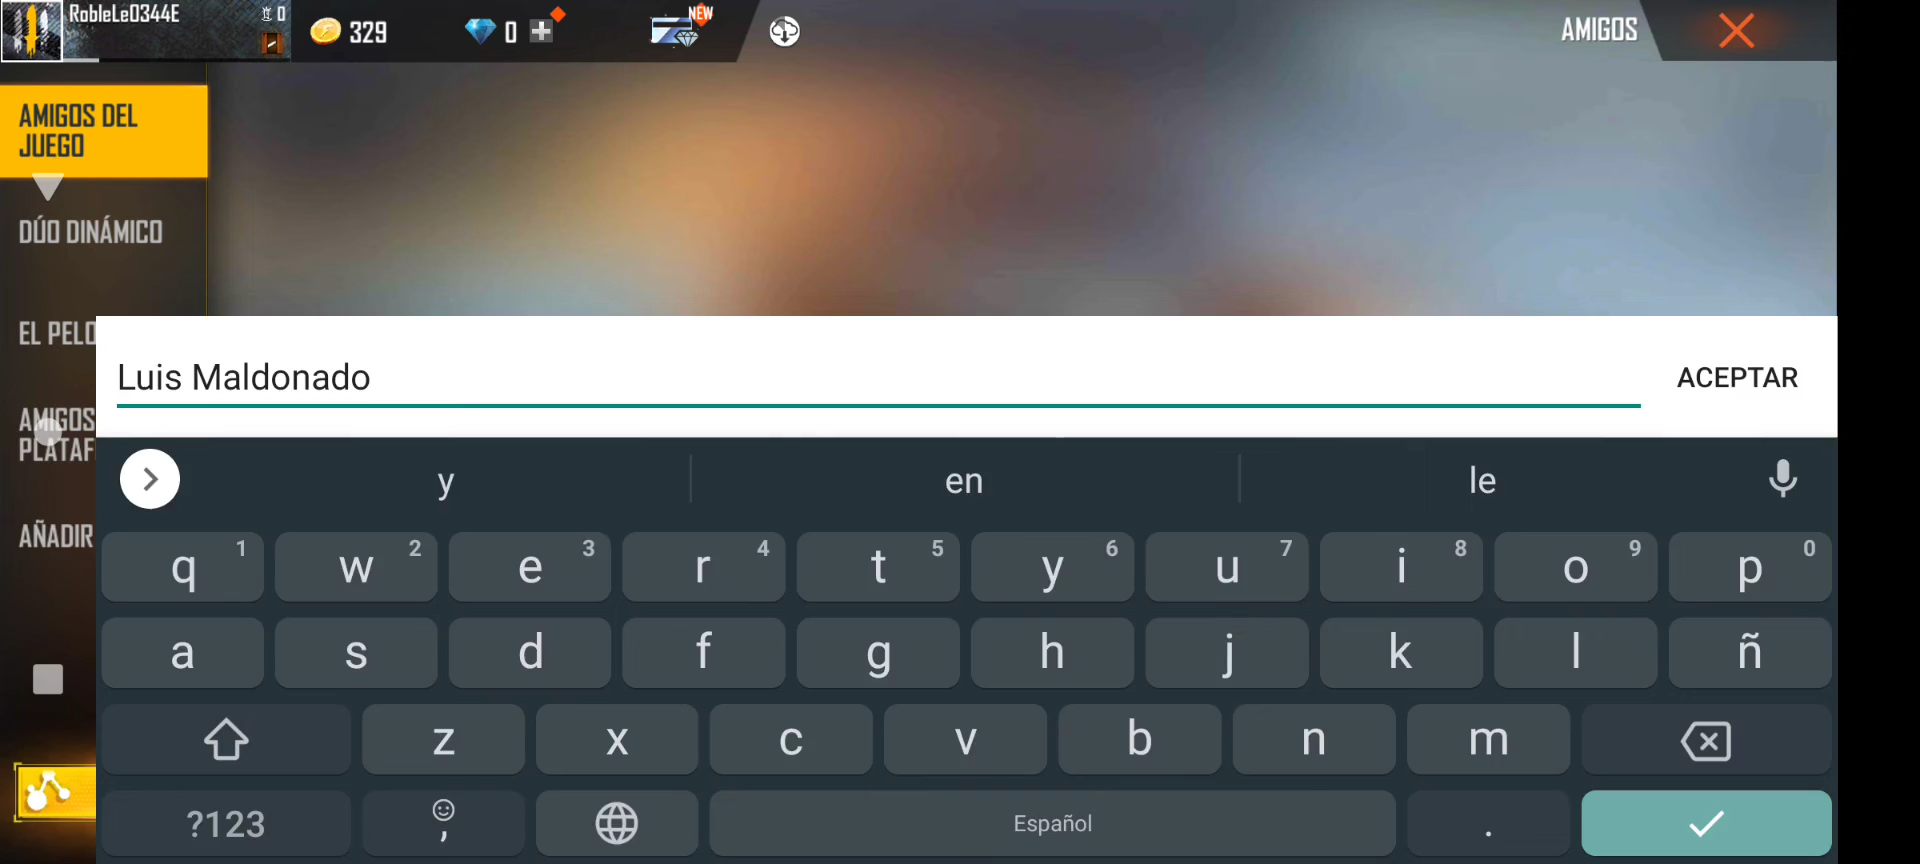 RobleLe0344E
0
329
0
NEW
AMIGOS
AMIGOS DEL
JUEGO
DÚO DINÁMICO
EL PELO
AMIGOS
PLATAF
AÑADIR
Luis Maldonado
ACEPTAR
y en le
q 1 w 2 e 3 r 4 t 5 y 6 u 7 i 8 o 9 p 0
a s d f g h j k l ñ
z x c v b n m
?123 , Español .